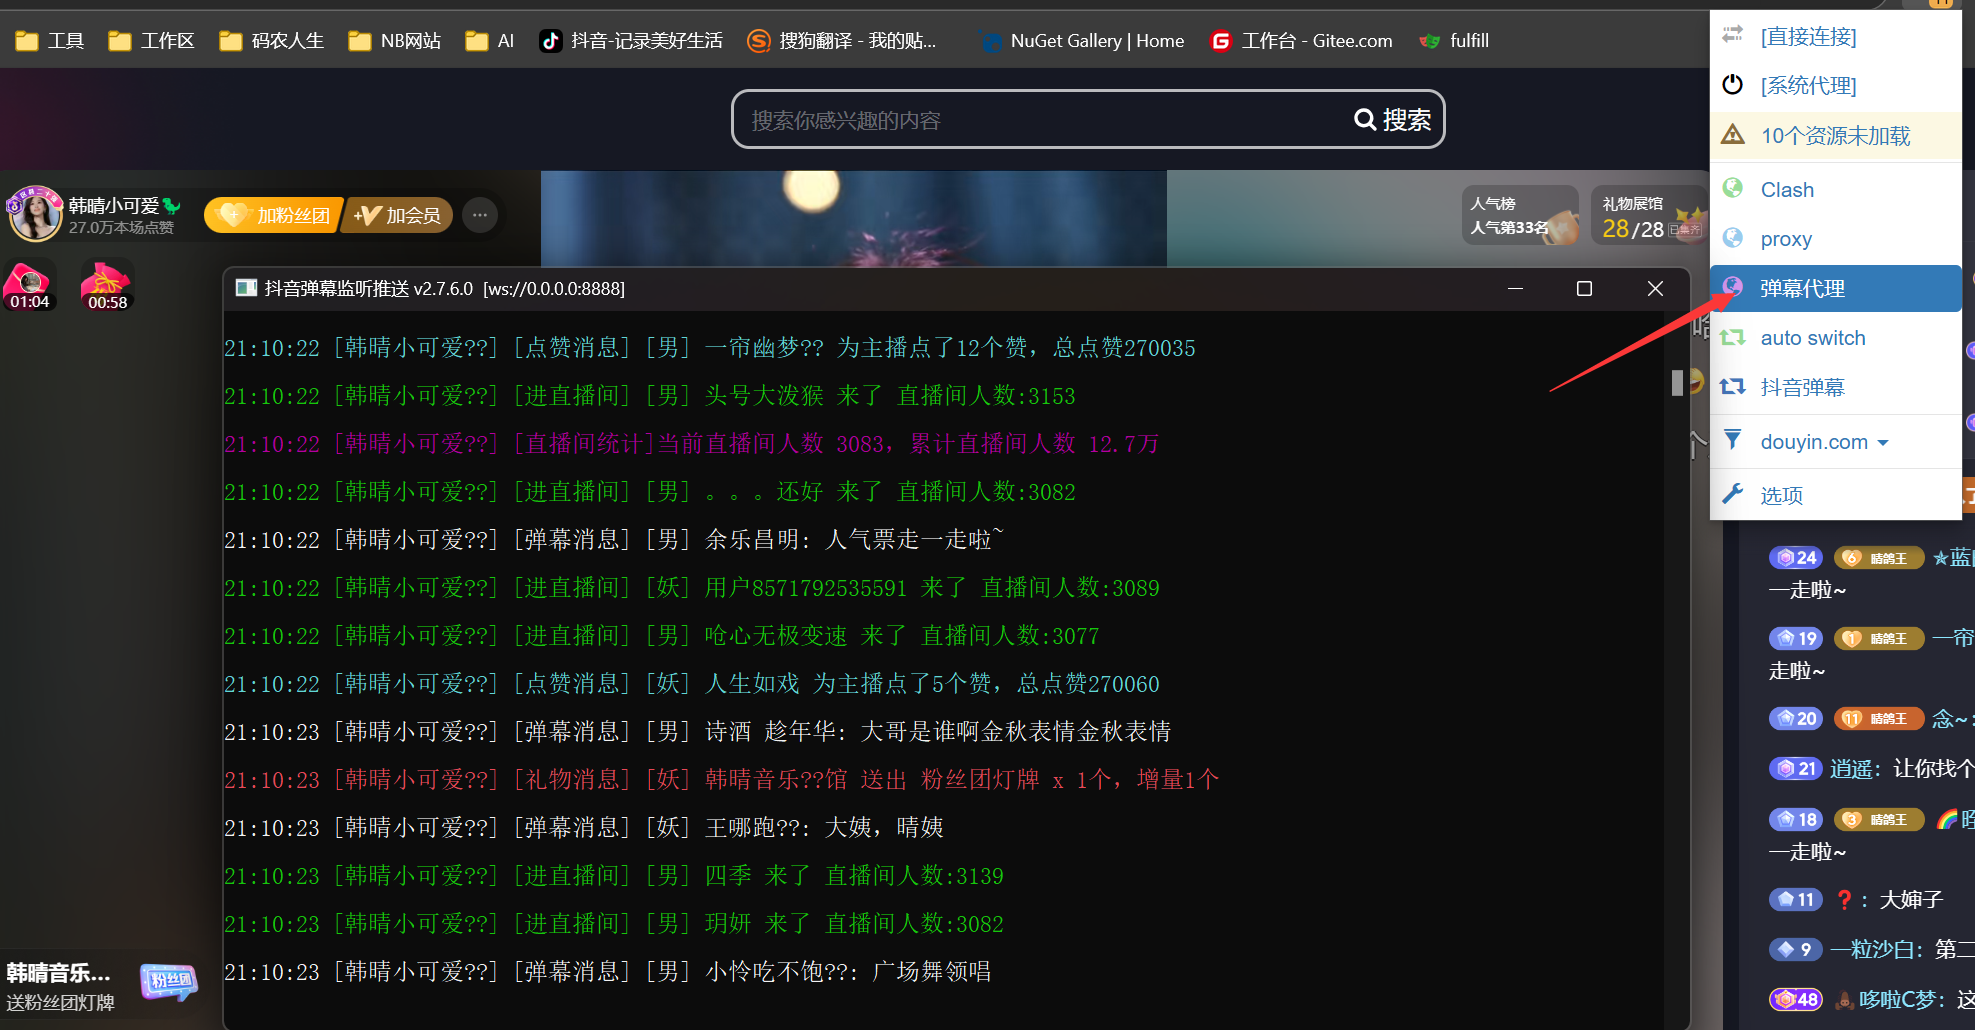 工具
工作区
码农人生
NB网站
AI
抖音-记录美好生活
搜狗翻译 - 我的贴...
NuGet Gallery | Home
工作台 - Gitee.com
fulfill
搜索你感兴趣的内容
搜索
韩晴小可爱
27.0万本场点赞
加粉丝团
加会员
01:04
00:58
人气榜
人气第33名
礼物展馆
28/28 已集齐
抖音弹幕监听推送 v2.7.6.0 [ws://0.0.0.0:8888]
21:10:22 [韩晴小可爱??] [点赞消息] [男] 一帘幽梦?? 为主播点了12个赞，总点赞270035
21:10:22 [韩晴小可爱??] [进直播间] [男] 头号大泼猴 来了 直播间人数:3153
21:10:22 [韩晴小可爱??] [直播间统计]当前直播间人数 3083，累计直播间人数 12.7万
21:10:22 [韩晴小可爱??] [进直播间] [男] 。。。还好 来了 直播间人数:3082
21:10:22 [韩晴小可爱??] [弹幕消息] [男] 余乐昌明: 人气票走一走啦~
21:10:22 [韩晴小可爱??] [进直播间] [妖] 用户8571792535591 来了 直播间人数:3089
21:10:22 [韩晴小可爱??] [进直播间] [男] 呛心无极变速 来了 直播间人数:3077
21:10:22 [韩晴小可爱??] [点赞消息] [妖] 人生如戏 为主播点了5个赞，总点赞270060
21:10:23 [韩晴小可爱??] [弹幕消息] [男] 诗酒 趁年华: 大哥是谁啊金秋表情金秋表情
21:10:23 [韩晴小可爱??] [礼物消息] [妖] 韩晴音乐??馆 送出 粉丝团灯牌 x 1个，增量1个
21:10:23 [韩晴小可爱??] [弹幕消息] [妖] 王哪跑??: 大姨，晴姨
21:10:23 [韩晴小可爱??] [进直播间] [男] 四季 来了 直播间人数:3139
21:10:23 [韩晴小可爱??] [进直播间] [男] 玥妍 来了 直播间人数:3082
21:10:23 [韩晴小可爱??] [弹幕消息] [男] 小怜吃不饱??: 广场舞领唱
韩晴音乐...
送粉丝团灯牌
粉丝团
[直接连接]
[系统代理]
10个资源未加载
Clash
proxy
弹幕代理
auto switch
抖音弹幕
douyin.com
选项
24 6 晴鸽王 ✯蓝
一走啦~
19 1 晴鸽王 一帘
走啦~
20 11 晴鸽王 念~:
21 逍遥: 让你找个
18 3 晴鸽王
一走啦~
11 ❓: 大婶子
9 一粒沙白: 第二
48 哆啦C梦: 这